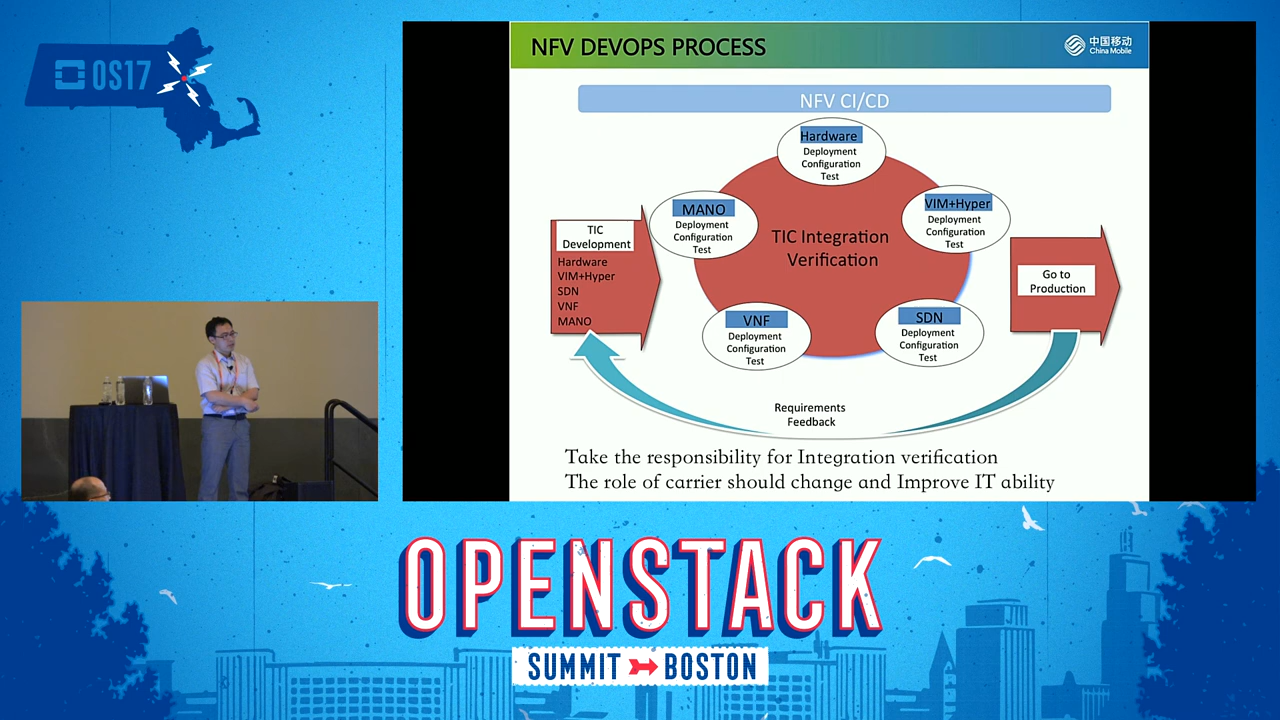 OS17
NFV DEVOPS PROCESS
中国移动
China Mobile
NFV CI/CD
Hardware
Deployment
Configuration
Test
MANO
Deployment
Configuration
Test
VIM+Hyper
Deployment
Configuration
Test
TIC
Development
Hardware
VIM+Hyper
SDN
VNF
MANO
TIC Integration
Verification
Go to
Production
VNF
Deployment
Configuration
Test
SDN
Deployment
Configuration
Test
Requirements
Feedback
Take the responsibility for Integration verification
The role of carrier should change and Improve IT ability
OPENSTACK
SUMMIT BOSTON